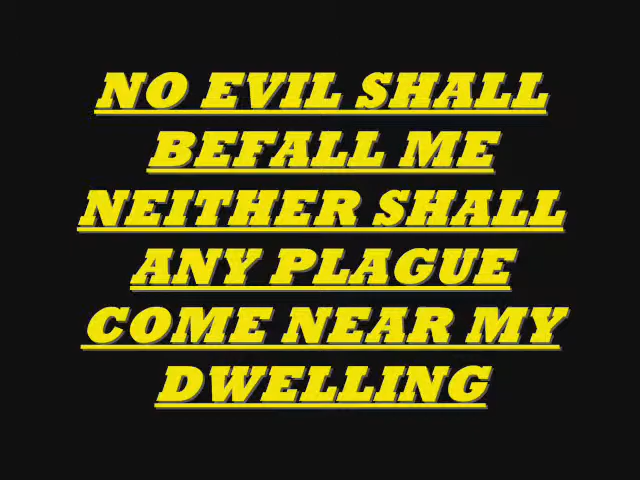 NO EVIL SHALL
BEFALL ME
NEITHER SHALL
ANY PLAGUE
COME NEAR MY
DWELLING